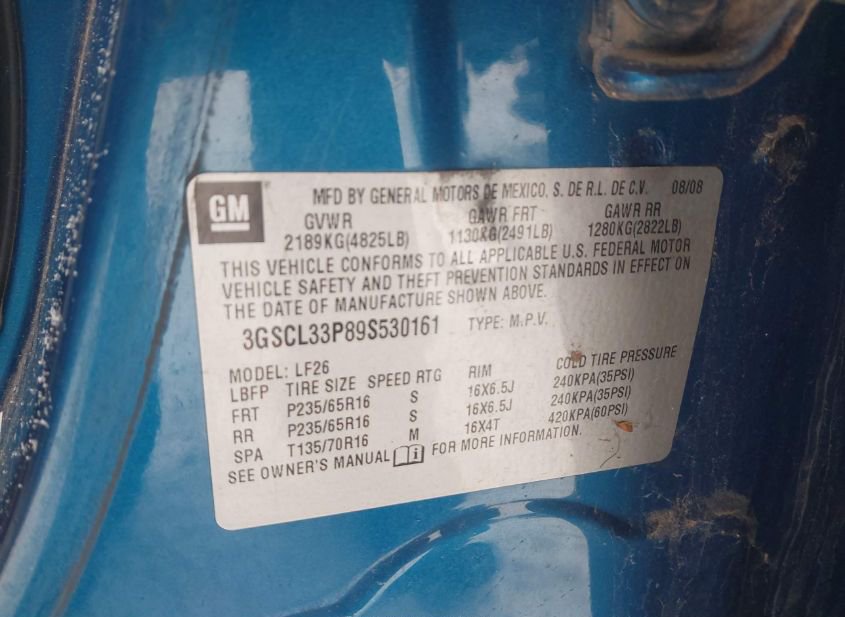 GM
MFD BY GENERAL MOTORS DE MEXICO, S. DE R.L. DE C.V. 08/08
GVWR GAWR FRT GAWR RR
2189KG(4825LB) 1130KG(2491LB) 1280KG(2822LB)
THIS VEHICLE CONFORMS TO ALL APPLICABLE U.S. FEDERAL MOTOR
VEHICLE SAFETY AND THEFT PREVENTION STANDARDS IN EFFECT ON
THE DATE OF MANUFACTURE SHOWN ABOVE.
3GSCL33P89S530161 TYPE: M.P.V.
MODEL: LF26
LBFP TIRE SIZE SPEED RTG RIM COLD TIRE PRESSURE
FRT P235/65R16 S 16X6.5J 240KPA(35PSI)
RR P235/65R16 S 16X6.5J 240KPA(35PSI)
SPA T135/70R16 M 16X4T 420KPA(60PSI)
SEE OWNER'S MANUAL i FOR MORE INFORMATION.